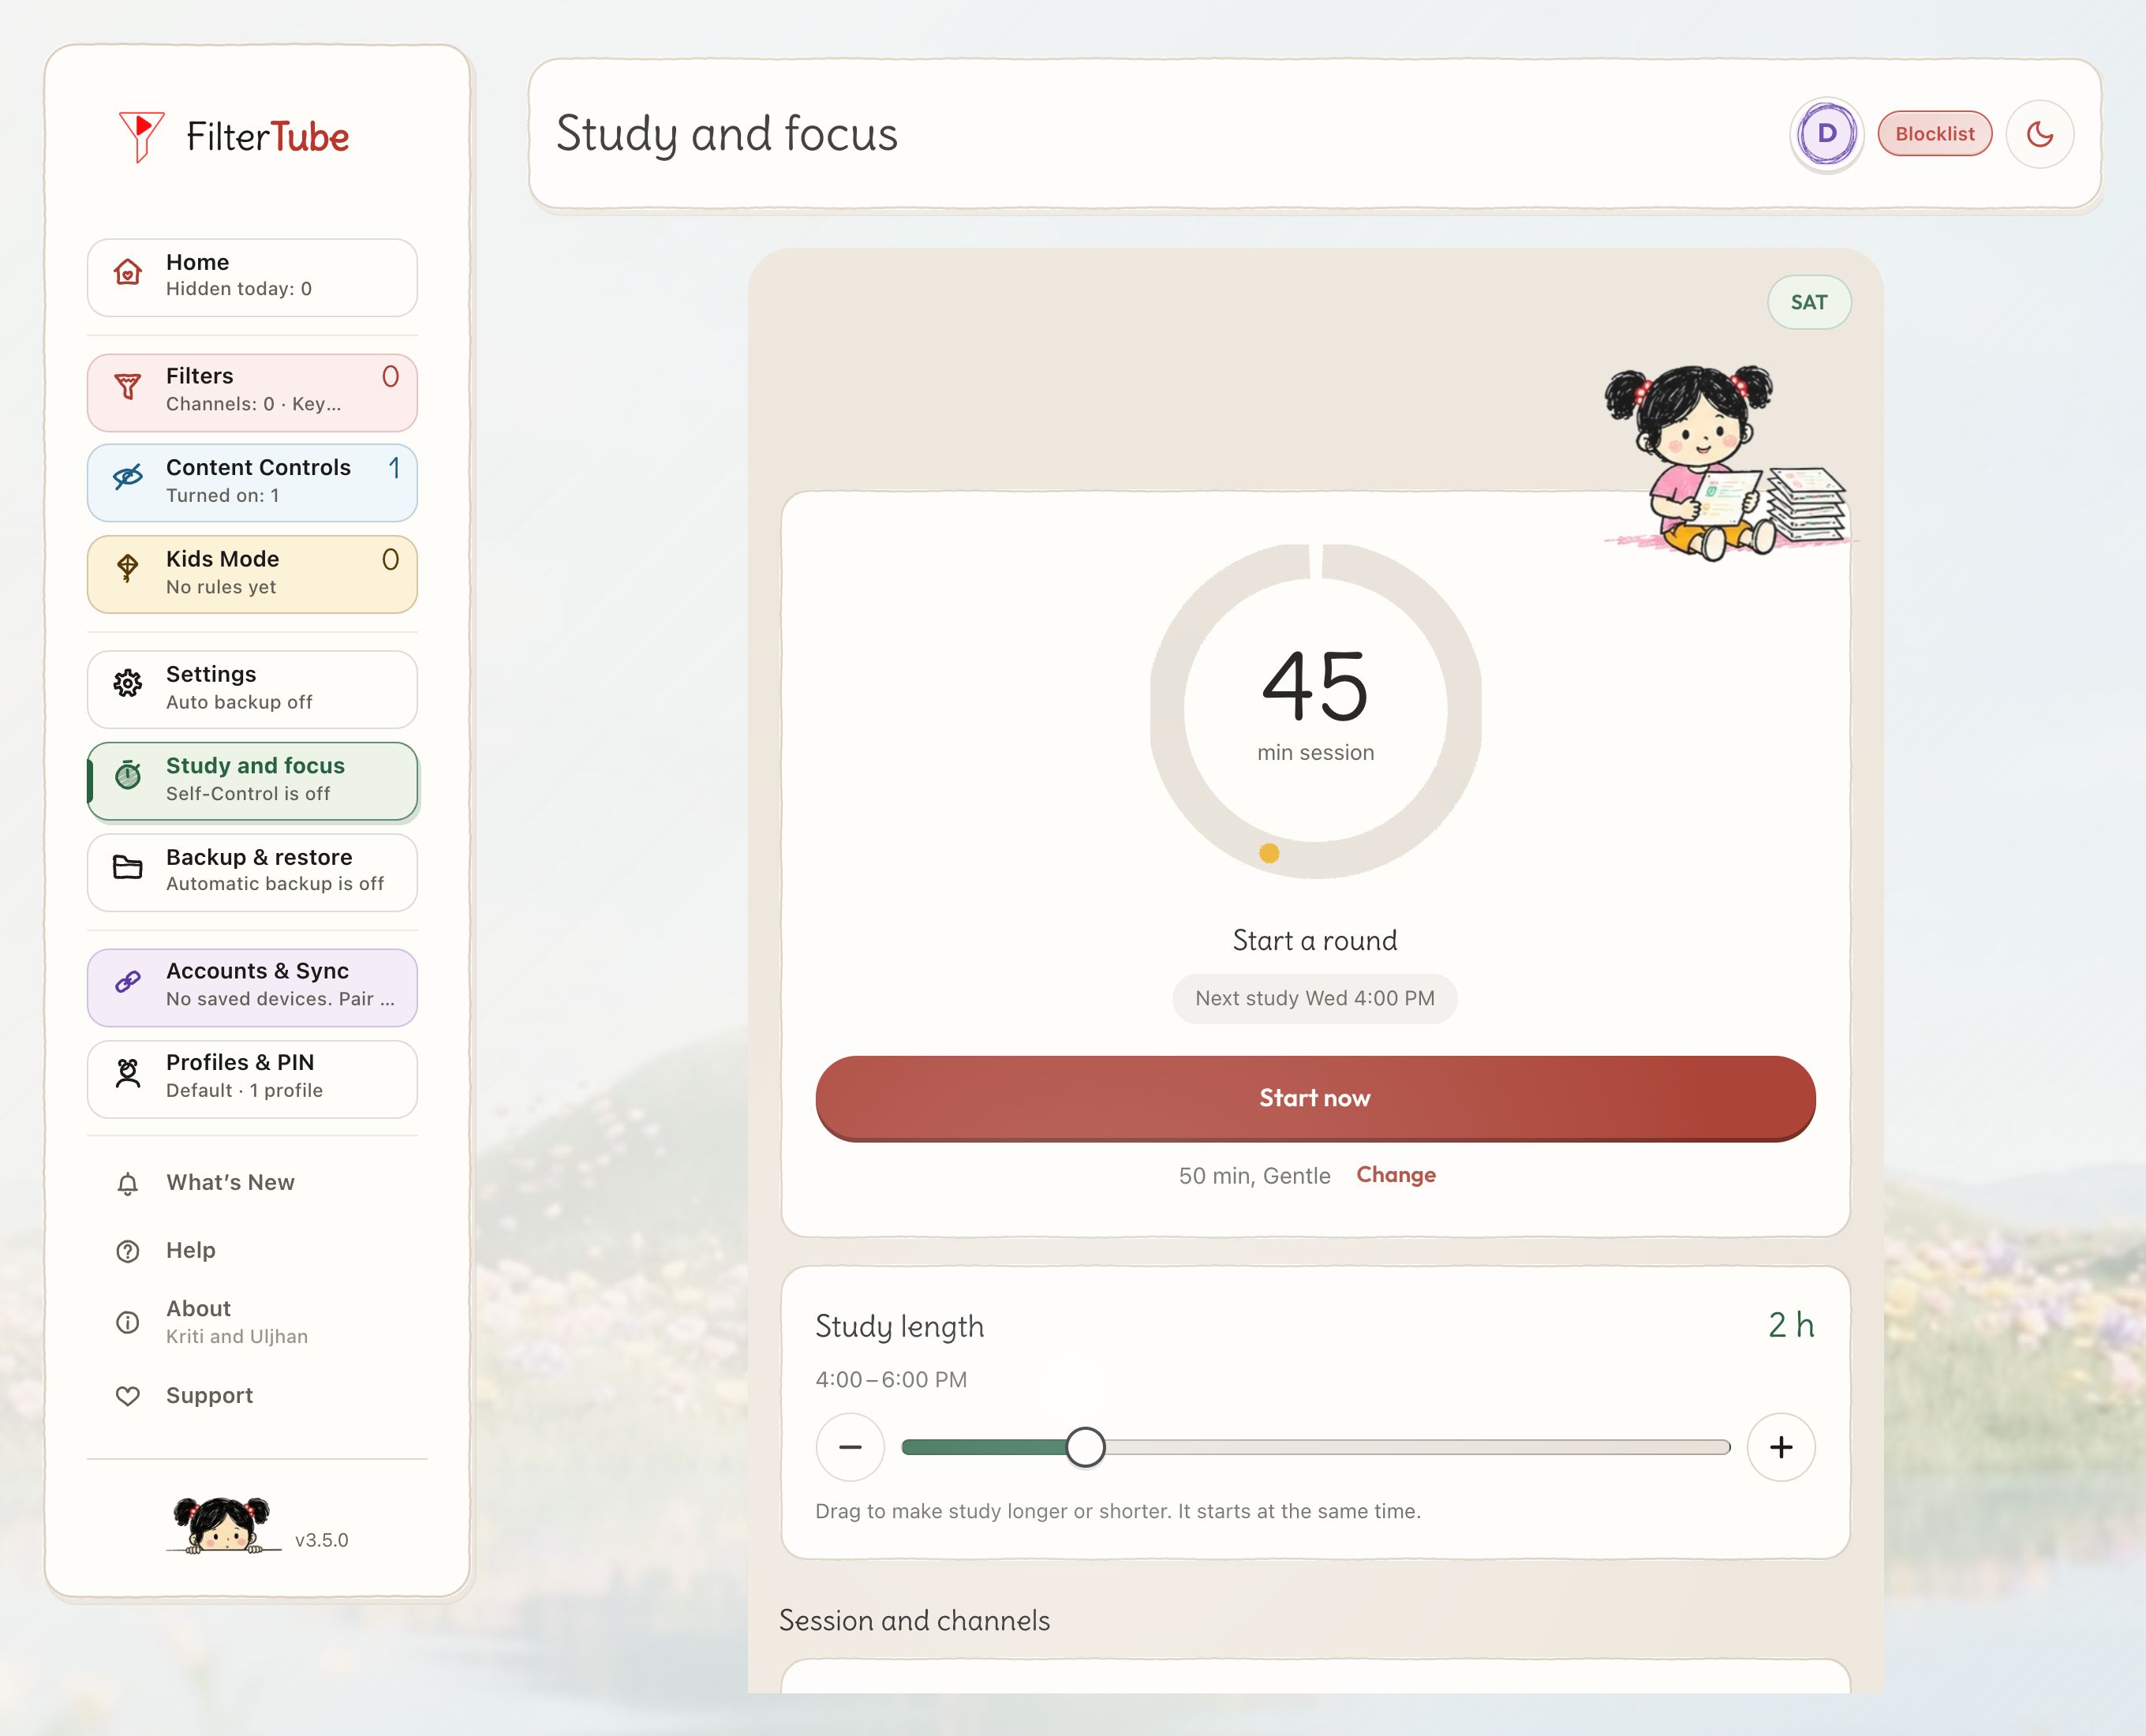 FilterTube
Home
Hidden today: 0
Filters
0
Channels: 0 · Key...
Content Controls
1
Turned on: 1
Kids Mode
0
No rules yet
Settings
Auto backup off
Study and focus
Self-Control is off
Backup & restore
Automatic backup is off
Accounts & Sync
No saved devices. Pair ...
Profiles & PIN
Default · 1 profile
What’s New
Help
About
Kriti and Uljhan
Support
v3.5.0
Study and focus
D
Blocklist
SAT
45
min session
Start a round
Next study Wed 4:00 PM
Start now
50 min, Gentle
Change
Study length
2 h
4:00–6:00 PM
Drag to make study longer or shorter. It starts at the same time.
Session and channels